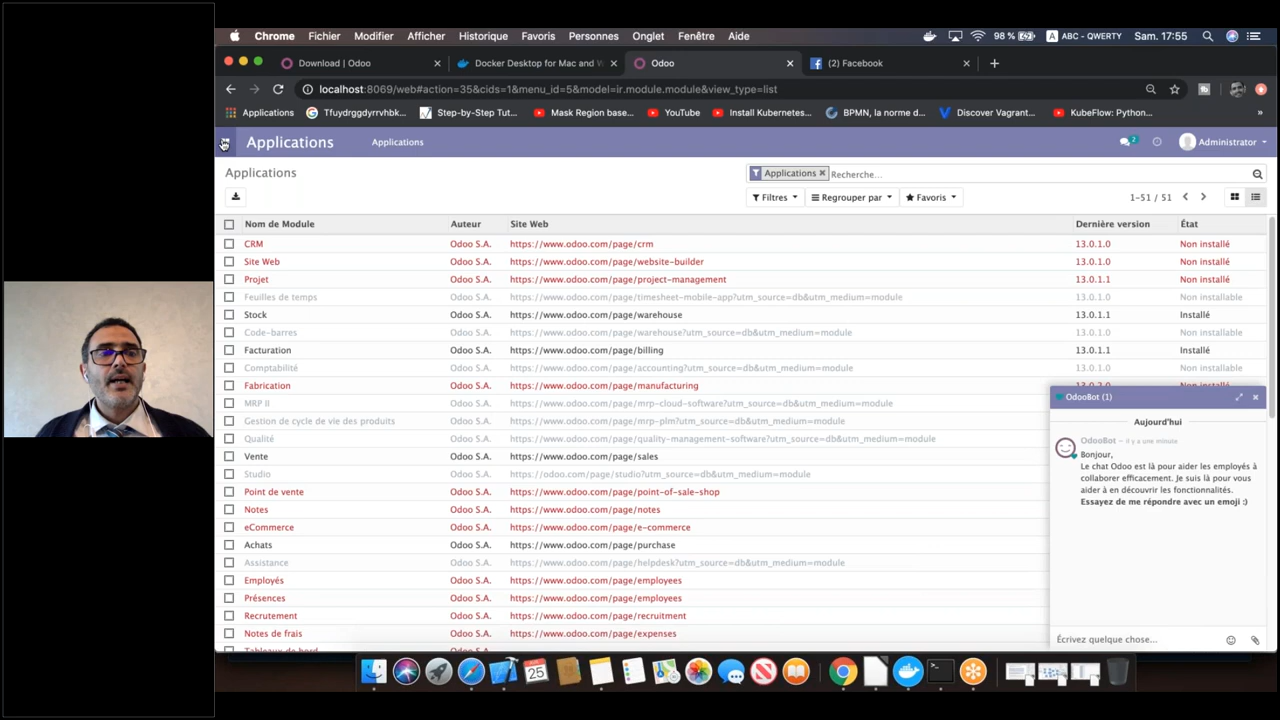 Chrome Fichier Modifier Afficher Historique Favoris Personnes Onglet Fenêtre Aide 98 % ABC - QWERTY Sam. 17:55
Download | Odoo Docker Desktop for Mac and W Odoo (2) Facebook
localhost:8069/web#action=35&cids=1&menu_id=5&model=ir.module.module&view_type=list
Applications Tfuydrggdyrrvhbk... Step-by-Step Tut... Mask Region base... YouTube Install Kubernetes... BPMN, la norme d... Discover Vagrant... KubeFlow: Python... »
Applications Applications 2 Administrator
Applications Applications Recherche...
Filtres Regrouper par Favoris 1-51 / 51
Nom de Module Auteur Site Web Dernière version État
CRM Odoo S.A. https://www.odoo.com/page/crm 13.0.1.0 Non installé
Site Web Odoo S.A. https://www.odoo.com/page/website-builder 13.0.1.0 Non installé
Projet Odoo S.A. https://www.odoo.com/page/project-management 13.0.1.1 Non installé
Feuilles de temps Odoo S.A. https://www.odoo.com/page/timesheet-mobile-app?utm_source=db&utm_medium=module 13.0.1.0 Non installable
Stock Odoo S.A. https://www.odoo.com/page/warehouse 13.0.1.1 Installé
Code-barres Odoo S.A. https://www.odoo.com/page/warehouse?utm_source=db&utm_medium=module 13.0.1.0 Non installable
Facturation Odoo S.A. https://www.odoo.com/page/billing 13.0.1.1 Installé
Comptabilité Odoo S.A. https://www.odoo.com/page/accounting?utm_source=db&utm_medium=module 13.0.1.0 Non installable
Fabrication Odoo S.A. https://www.odoo.com/page/manufacturing
MRP II Odoo S.A. https://www.odoo.com/page/mrp-cloud-software?utm_source=db&utm_medium=module
Gestion de cycle de vie des produits Odoo S.A. https://www.odoo.com/page/mrp-plm?utm_source=db&utm_medium=module
Qualité Odoo S.A. https://www.odoo.com/page/quality-management-software?utm_source=db&utm_medium=module
Vente Odoo S.A. https://www.odoo.com/page/sales
Studio Odoo S.A. https://odoo.com/page/studio?utm_source=db&utm_medium=module
Point de vente Odoo S.A. https://www.odoo.com/page/point-of-sale-shop
Notes Odoo S.A. https://www.odoo.com/page/notes
eCommerce Odoo S.A. https://www.odoo.com/page/e-commerce
Achats Odoo S.A. https://www.odoo.com/page/purchase
Assistance Odoo S.A. https://www.odoo.com/page/helpdesk?utm_source=db&utm_medium=module
Employés Odoo S.A. https://www.odoo.com/page/employees
Présences Odoo S.A. https://www.odoo.com/page/employees
Recrutement Odoo S.A. https://www.odoo.com/page/recruitment
Notes de frais Odoo S.A. https://www.odoo.com/page/expenses
OdooBot (1)
Aujourd'hui
OdooBot – il y a une minute
Bonjour,
Le chat Odoo est là pour aider les employés à
collaborer efficacement. Je suis là pour vous
aider à en découvrir les fonctionnalités.
Essayez de me répondre avec un emoji :)
Écrivez quelque chose...
25